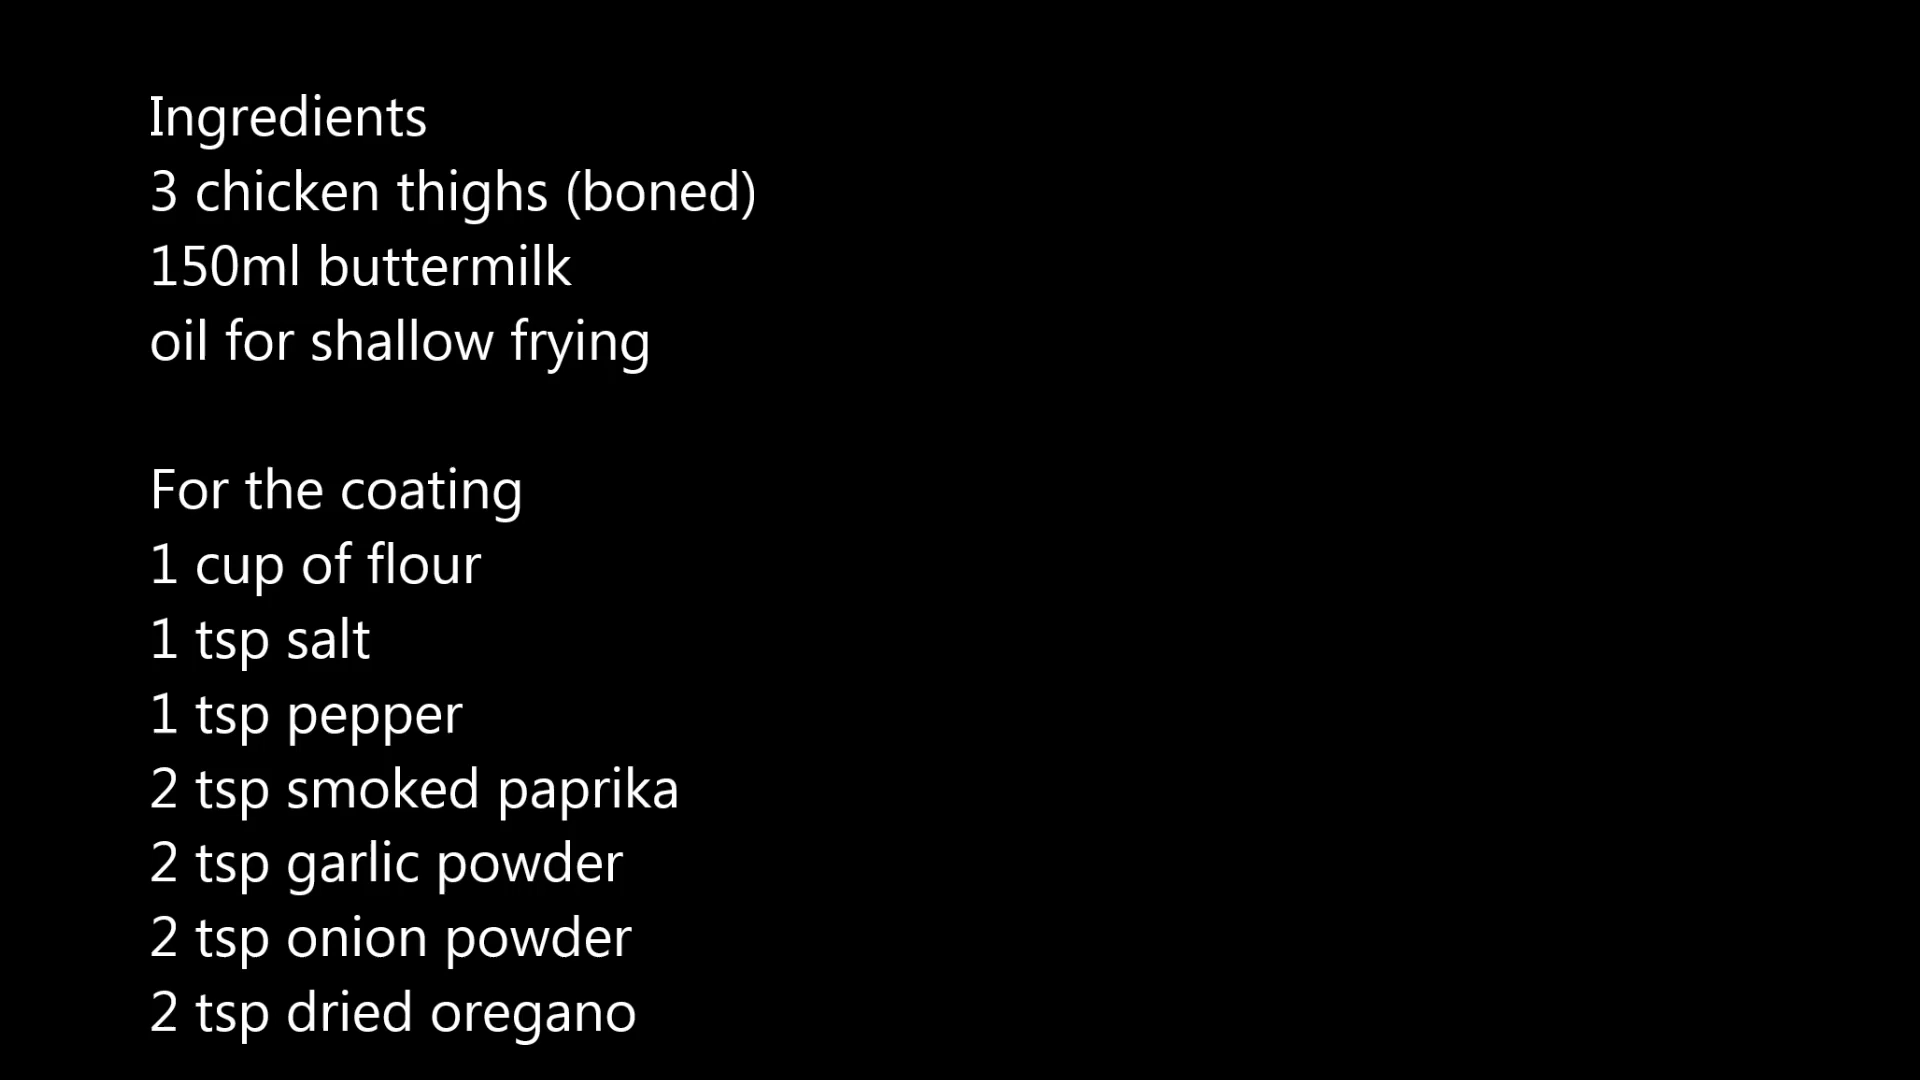 Ingredients
3 chicken thighs (boned)
150ml buttermilk
oil for shallow frying
For the coating
1 cup of flour
1 tsp salt
1 tsp pepper
2 tsp smoked paprika
2 tsp garlic powder
2 tsp onion powder
2 tsp dried oregano